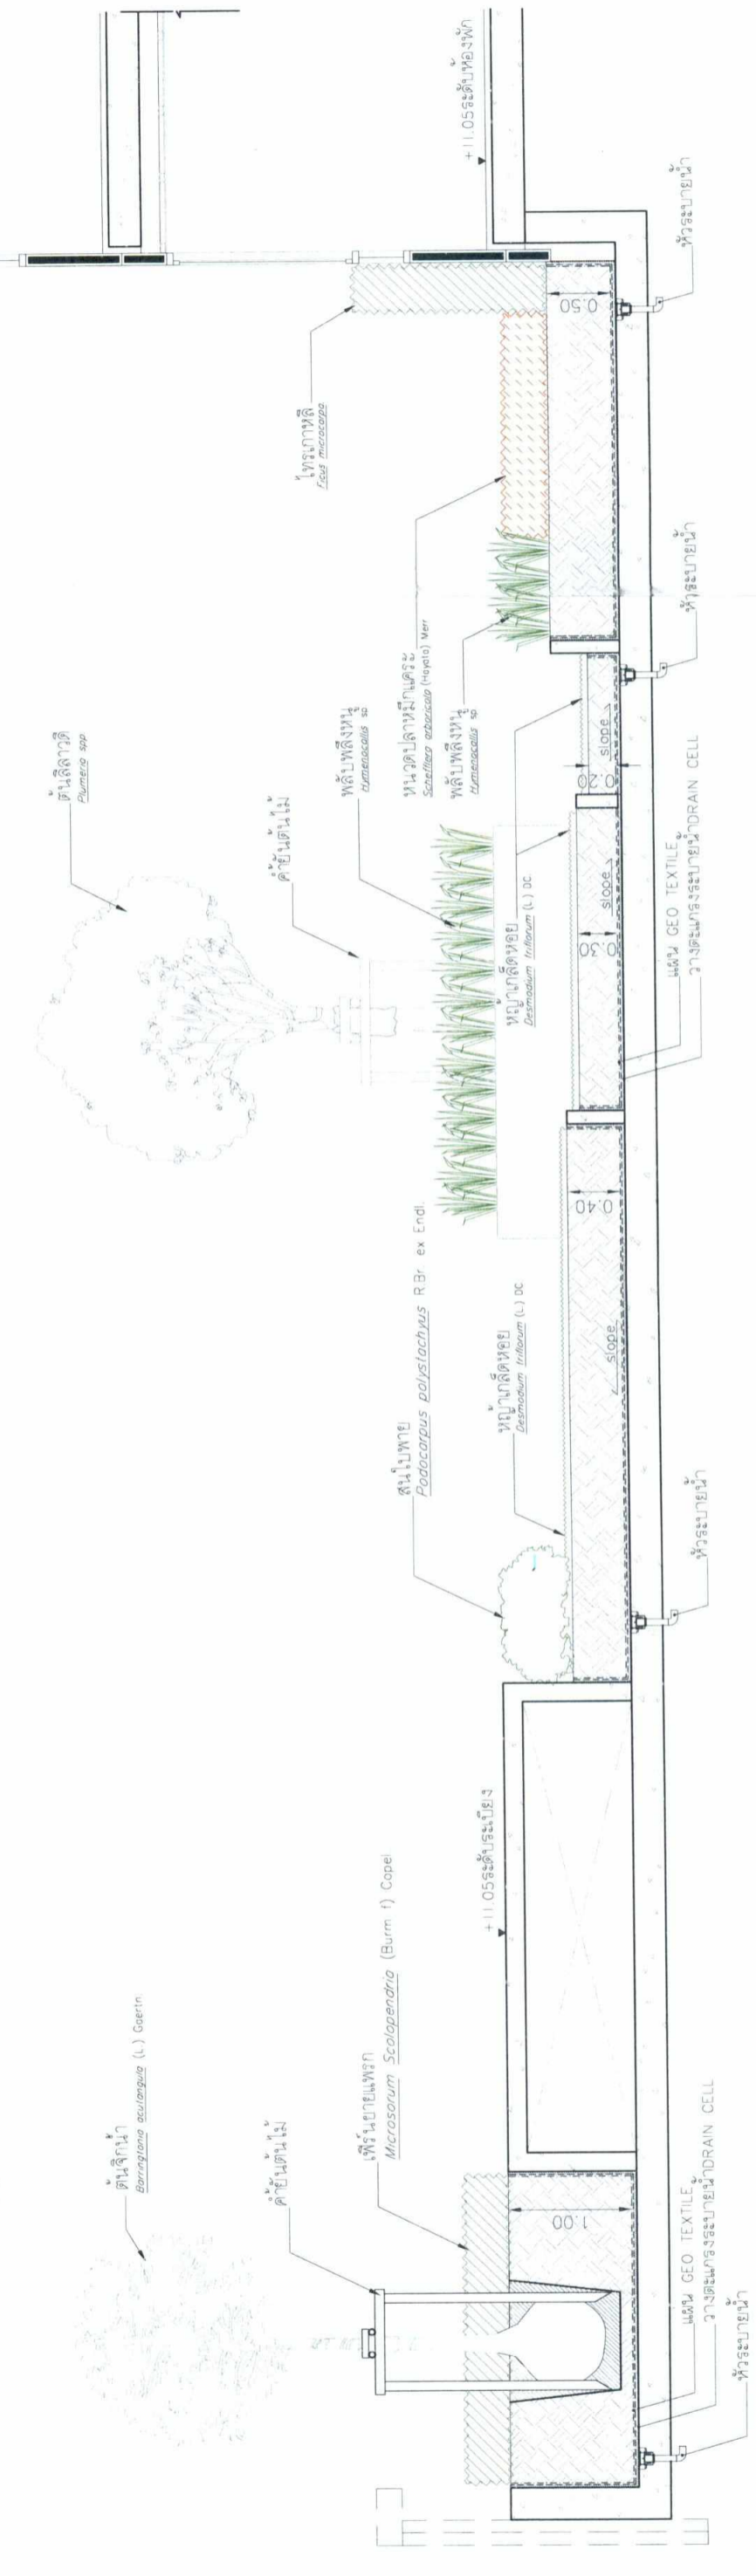 ต้นจิกน้ำ
Barringtonia acutangula (L.) Gaertn.
ค้ำยันต้นไม้
เฟิร์นยายแพรก
Microsorum Scolopendria (Burm f) Copel
+11.05ระดับระเบียง
1.00
แผ่น GEO TEXTILE
วางตะแกรงระบายน้ำDRAIN CELL
หัวระบายน้ำ
สนใบพาย
Podocarpus polystachyus R.Br. ex Endl.
หญ้าเกล็ดหอย
Desmodium triflorum (L.) DC
หัวระบายน้ำ
slope
0.40
ต้นลีลาวดี
Plumeria spp.
ค้ำยันต้นไม้
พลับพลึงหนู
Hymenocallis sp
หญ้าเกล็ดหอย
Desmodium triflorum (L.) DC
0.30
slope
0.20
slope
แผ่น GEO TEXTILE
วางตะแกรงระบายน้ำDRAIN CELL
หนวดปลาหมึกแคระ
Schefflera arboricola (Hayata) Merr
พลับพลึงหนู
Hymenocallis sp
หัวระบายน้ำ
ไทรเกาหลี
Ficus microcarpa
0.50
+11.05ระดับห้องพัก
หัวระบายน้ำ